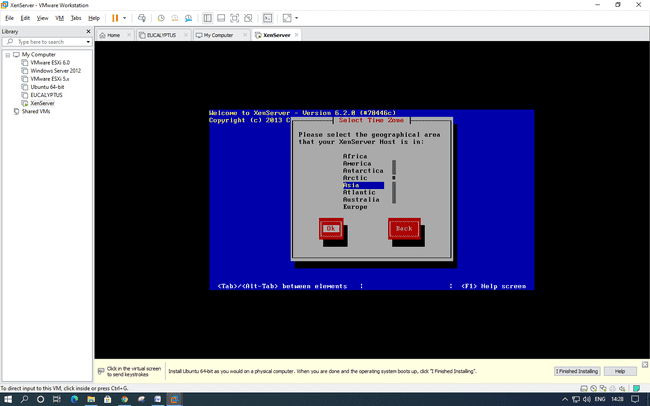 XenServer - VMware Workstation
File Edit View VM Tabs Help
Library
Type here to search
My Computer
VMware ESXi 6.0
Windows Server 2012
VMware ESXi 5.x
Ubuntu 64-bit
EUCALYPTUS
XenServer
Shared VMs
Home EUCALYPTUS My Computer XenServer
Welcome to XenServer - Version 6.2.0 (#70446c)
Copyright (c) 2013 C
Select Time Zone
Please select the geographical area
that your XenServer Host is in:
Africa
America
Antarctica
Arctic
Asia
Atlantic
Australia
Europe
Ok Back
<Tab>/<Alt-Tab> between elements | | <F1> Help screen
Click in the virtual screen
to send keystrokes
Install Ubuntu 64-bit as you would on a physical computer. When you are done and the operating system boots up, click "I Finished Installing".
I Finished Installing Help
To direct input to this VM, click inside or press Ctrl+G.
ENG 14:28